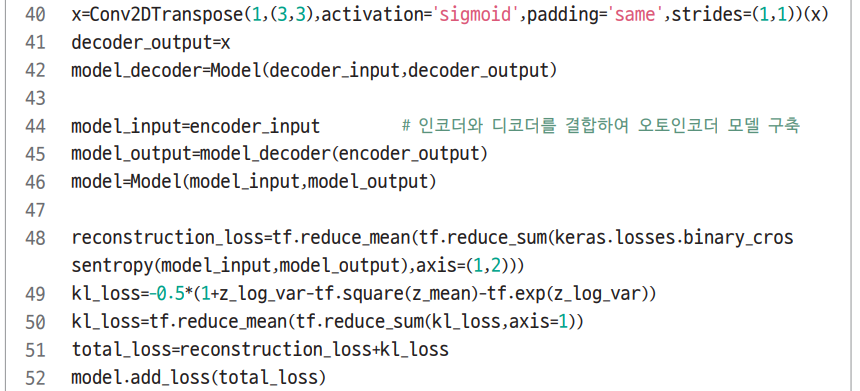 40 x=Conv2DTranspose(1,(3,3),activation='sigmoid',padding='same',strides=(1,1))(x)
41 decoder_output=x
42 model_decoder=Model(decoder_input,decoder_output)
43
44 model_input=encoder_input # 인코더와 디코더를 결합하여 오토인코더 모델 구축
45 model_output=model_decoder(encoder_output)
46 model=Model(model_input,model_output)
47
48 reconstruction_loss=tf.reduce_mean(tf.reduce_sum(keras.losses.binary_cros
sentropy(model_input,model_output),axis=(1,2)))
49 kl_loss=-0.5*(1+z_log_var-tf.square(z_mean)-tf.exp(z_log_var))
50 kl_loss=tf.reduce_mean(tf.reduce_sum(kl_loss,axis=1))
51 total_loss=reconstruction_loss+kl_loss
52 model.add_loss(total_loss)